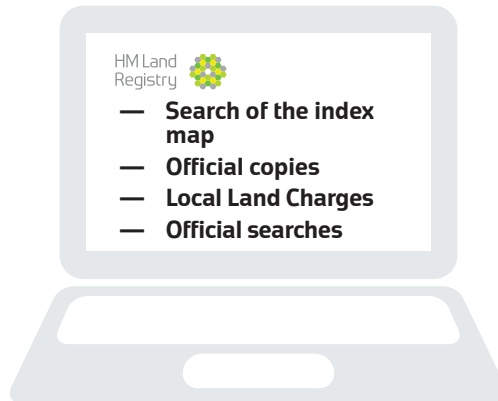 HM Land
Registry
— Search of the index
map
— Official copies
— Local Land Charges
— Official searches